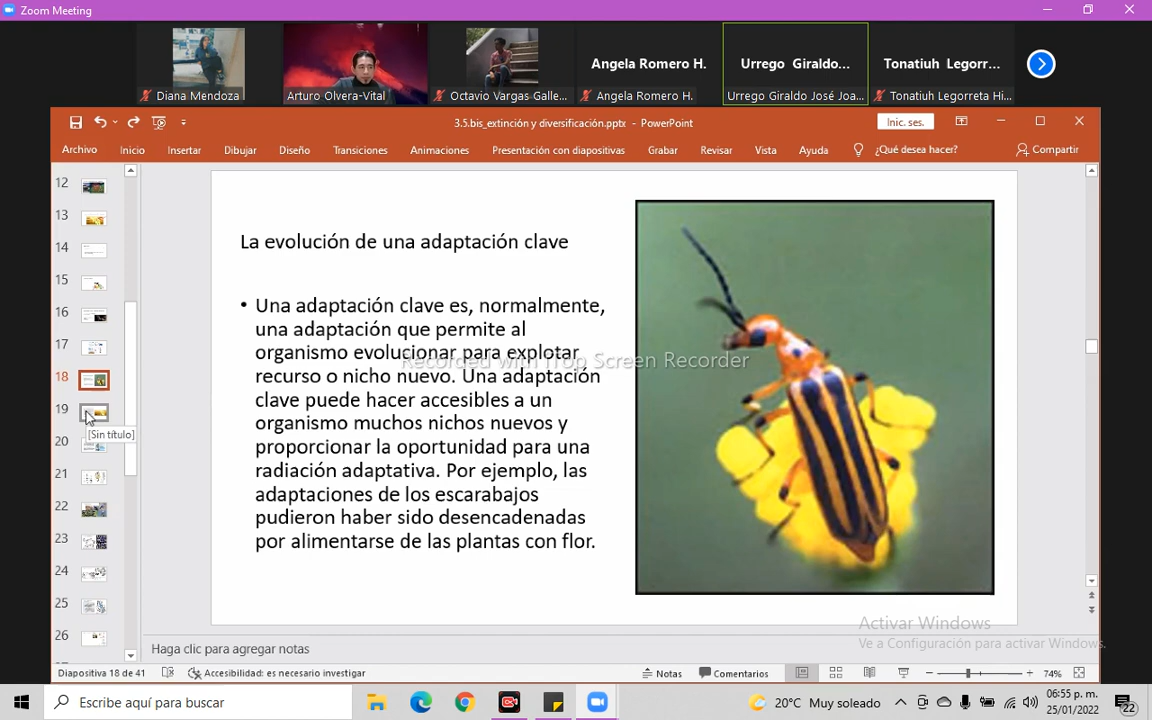 Zoom Meeting
Angela Romero H.
Urrego Giraldo...
Tonatiuh Legorr...
Diana Mendoza
Arturo Olvera-Vital
Octavio Vargas Galle...
Angela Romero H.
Urrego Giraldo José Joa...
Tonatiuh Legorreta Hi...
3.5.bis_extinción y diversificación.pptx - PowerPoint
Inic. ses.
Archivo
Inicio
Insertar
Dibujar
Diseño
Transiciones
Animaciones
Presentación con diapositivas
Grabar
Revisar
Vista
Ayuda
¿Qué desea hacer?
Compartir
12
13
14
15
16
17
18
19
[Sin título]
20
21
22
23
24
25
26
La evolución de una adaptación clave
• Una adaptación clave es, normalmente,
una adaptación que permite al
organismo evolucionar para explotar
recurso o nicho nuevo. Una adaptación
clave puede hacer accesibles a un
organismo muchos nichos nuevos y
proporcionar la oportunidad para una
radiación adaptativa. Por ejemplo, las
adaptaciones de los escarabajos
pudieron haber sido desencadenadas
por alimentarse de las plantas con flor.
Recorded with iTop Screen Recorder
Activar Windows
Ve a Configuración para activar Windows.
Haga clic para agregar notas
Diapositiva 18 de 41
Accesibilidad: es necesario investigar
Notas
Comentarios
74%
Escribe aquí para buscar
20°C Muy soleado
06:55 p. m.
25/01/2022
22